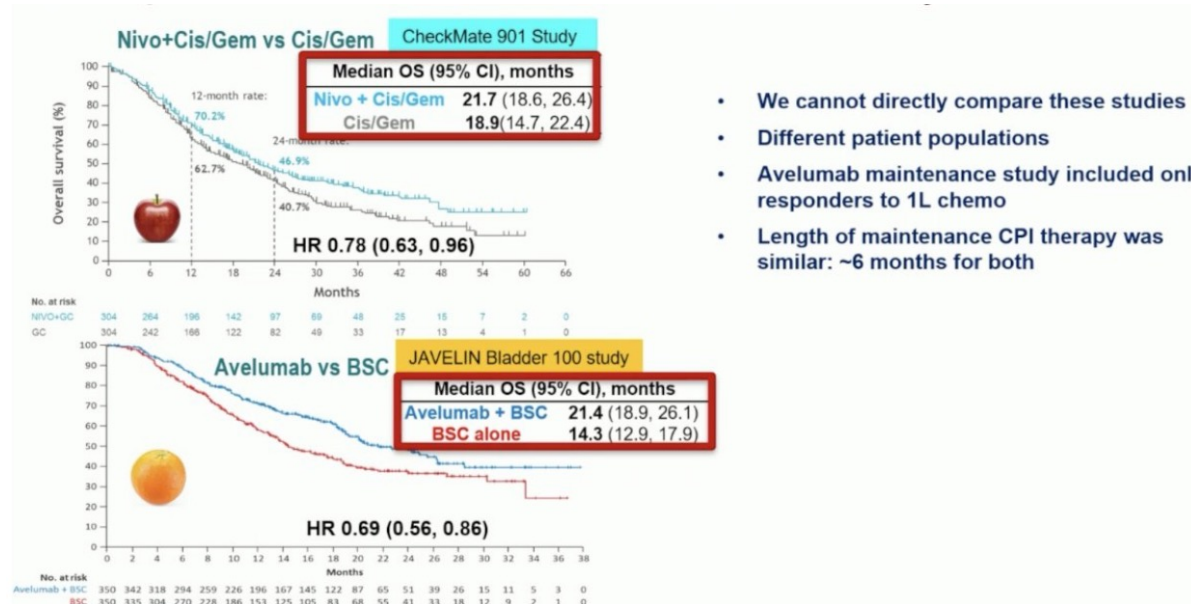 Nivo+Cis/Gem vs Cis/Gem
CheckMate 901 Study
Median OS (95% CI), months
Nivo + Cis/Gem 21.7 (18.6, 26.4)
Cis/Gem 18.9(14.7, 22.4)
Overall survival (%)
100
90
80
70
60
50
40
30
20
10
0
12-month rate:
70.2%
62.7%
24-month rate:
46.9%
40.7%
HR 0.78 (0.63, 0.96)
0 6 12 18 24 30 36 42 48 54 60 66
Months
No. at risk
NIVO+GC 304 264 196 142 97 69 48 25 15 7 2 0
GC 304 242 166 122 82 49 33 17 13 4 1 0
Avelumab vs BSC
JAVELIN Bladder 100 study
Median OS (95% CI), months
Avelumab + BSC 21.4 (18.9, 26.1)
BSC alone 14.3 (12.9, 17.9)
100
90
80
70
60
50
40
30
20
10
0
HR 0.69 (0.56, 0.86)
0 2 4 6 8 10 12 14 16 18 20 22 24 26 28 30 32 34 36 38
Months
No. at risk
Avelumab + BSC 350 342 318 294 259 226 196 167 145 122 87 65 51 39 26 15 11 5 3 0
BSC 350 335 304 270 228 186 153 125 105 83 68 55 41 33 18 12 9 2 1 0
• We cannot directly compare these studies
• Different patient populations
• Avelumab maintenance study included onl
responders to 1L chemo
• Length of maintenance CPI therapy was
similar: ~6 months for both